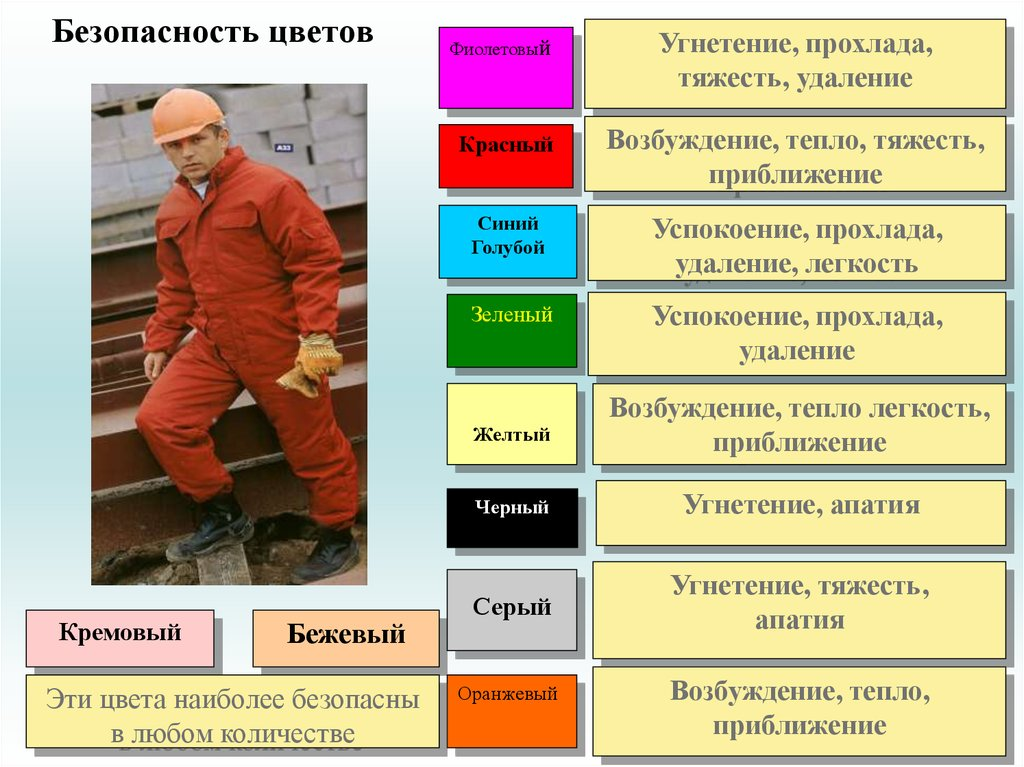 Безопасность цветов
Фиолетовый
Угнетение, прохлада,
тяжесть, удаление
Красный
Возбуждение, тепло, тяжесть,
приближение
Синий
Голубой
Успокоение, прохлада,
удаление, легкость
Зеленый
Успокоение, прохлада,
удаление
Желтый
Возбуждение, тепло легкость,
приближение
Черный
Угнетение, апатия
Серый
Угнетение, тяжесть,
апатия
Оранжевый
Возбуждение, тепло,
приближение
Кремовый
Бежевый
Эти цвета наиболее безопасны
в любом количестве
A33